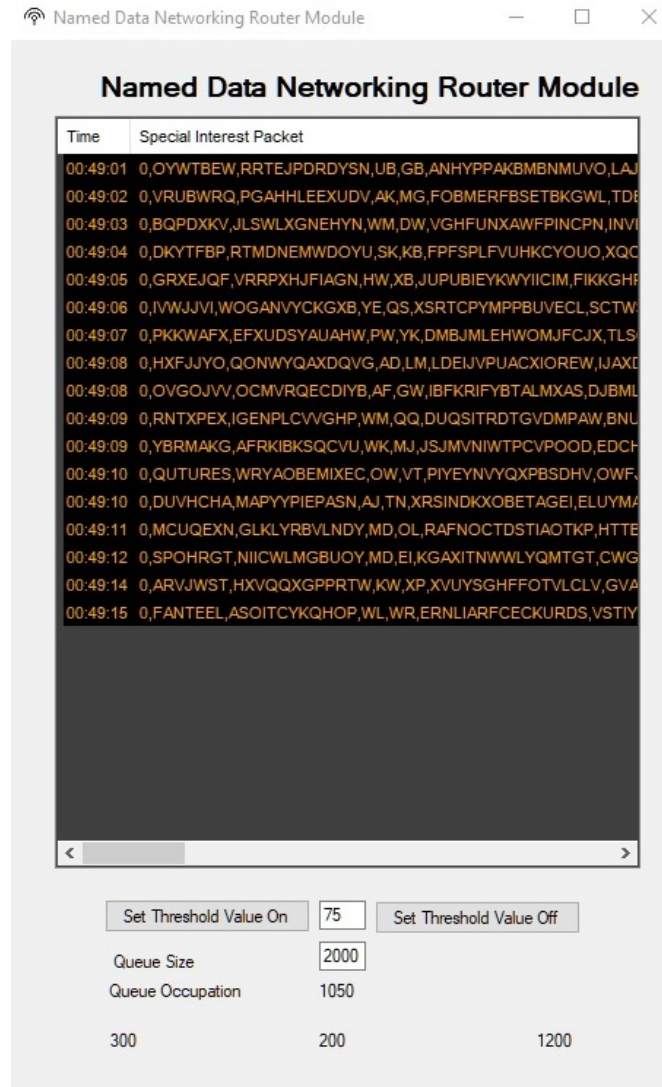 Named Data Networking Router Module
Named Data Networking Router Module
Time Special Interest Packet
00:49:01 0,OYWTBEW,RRTEJPDRDYSN,UB,GB,ANHYPPAKBMBNMUVO,LAJ
00:49:02 0,VRUBWRQ,PGAHHLEEXUDV,AK,MG,FOBMERFBSETBKGWL,TDE
00:49:03 0,BQPDXKV,JLSWLXGNEHYN,WM,DW,VGHFUNXAWFPINCPN,INVI
00:49:04 0,DKYTFBP,RTMDNEMWDOYU,SK,KB,FPFSPLFVUHKCYOUO,XQC
00:49:05 0,GRXEJQF,VRRPXHJFIAGN,HW,XB,JUPUBIEYKWYIICIM,FIKKGHF
00:49:06 0,IVWJJVI,WOGANVYCKGXB,YE,QS,XSRTCPYMPPBUVECL,SCTW
00:49:07 0,PKKWAFX,EFXUDSYAUAHW,PW,YK,DMBJMLEHWOMJFCJX,TLS
00:49:08 0,HXFJJYO,QONWYQAXDQVG,AD,LM,LDEIJVPUACXIOREW,IJAXD
00:49:08 0,OVGOJVV,OCMVRQECDIYB,AF,GW,IBFKRIFYBTALMXAS,DJBML
00:49:09 0,RNTXPEX,IGENPLCVVGHP,WM,QQ,DUQSITRDTGVDMPAW,BNU
00:49:09 0,YBRMAKG,AFRKIBKSQCVU,WK,MJ,JSJMVNIWTPCVPOOD,EDCH
00:49:10 0,QUTURES,WRYAOBEMIXEC,OW,VT,PIYEYNVYQXPBSDHV,OWFJ
00:49:10 0,DUVHCHA,MAPYYPIEPASN,AJ,TN,XRSINDKXOBETAGEI,ELUYMA
00:49:11 0,MCUQEXN,GLKLYRBVLNDY,MD,OL,RAFNOCTDSTIAOTKP,HTTE
00:49:12 0,SPOHRGT,NIICWLMGBUOY,MD,EI,KGAXITNWWLYQMTGT,CWG
00:49:14 0,ARVJWST,HXVQQXGPPRTW,KW,XP,XVUYSGHFFOTVLCLV,GVA
00:49:15 0,FANTEEL,ASOITCYKQHOP,WL,WR,ERNLIARFCECKURDS,VSTIY
Set Threshold Value On 75 Set Threshold Value Off
Queue Size 2000
Queue Occupation 1050
300 200 1200